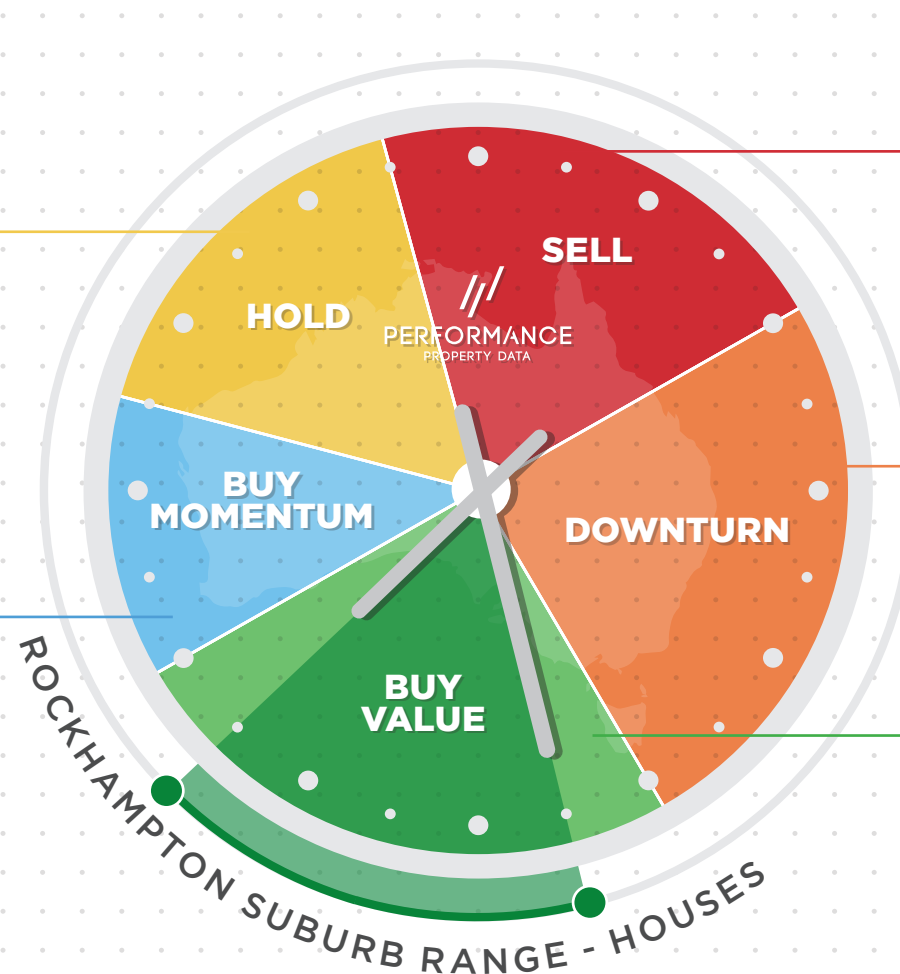 SELL
HOLD
PERFORMANCE
PROPERTY DATA
BUY
MOMENTUM
DOWNTURN
BUY
VALUE
ROCKHAMPTON SUBURB RANGE - HOUSES